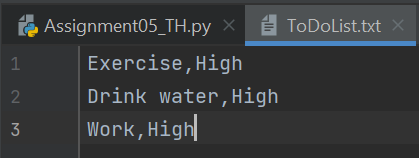 Assignment05_TH.py ToDoList.txt
1 Exercise,High
2 Drink water,High
3 Work,High